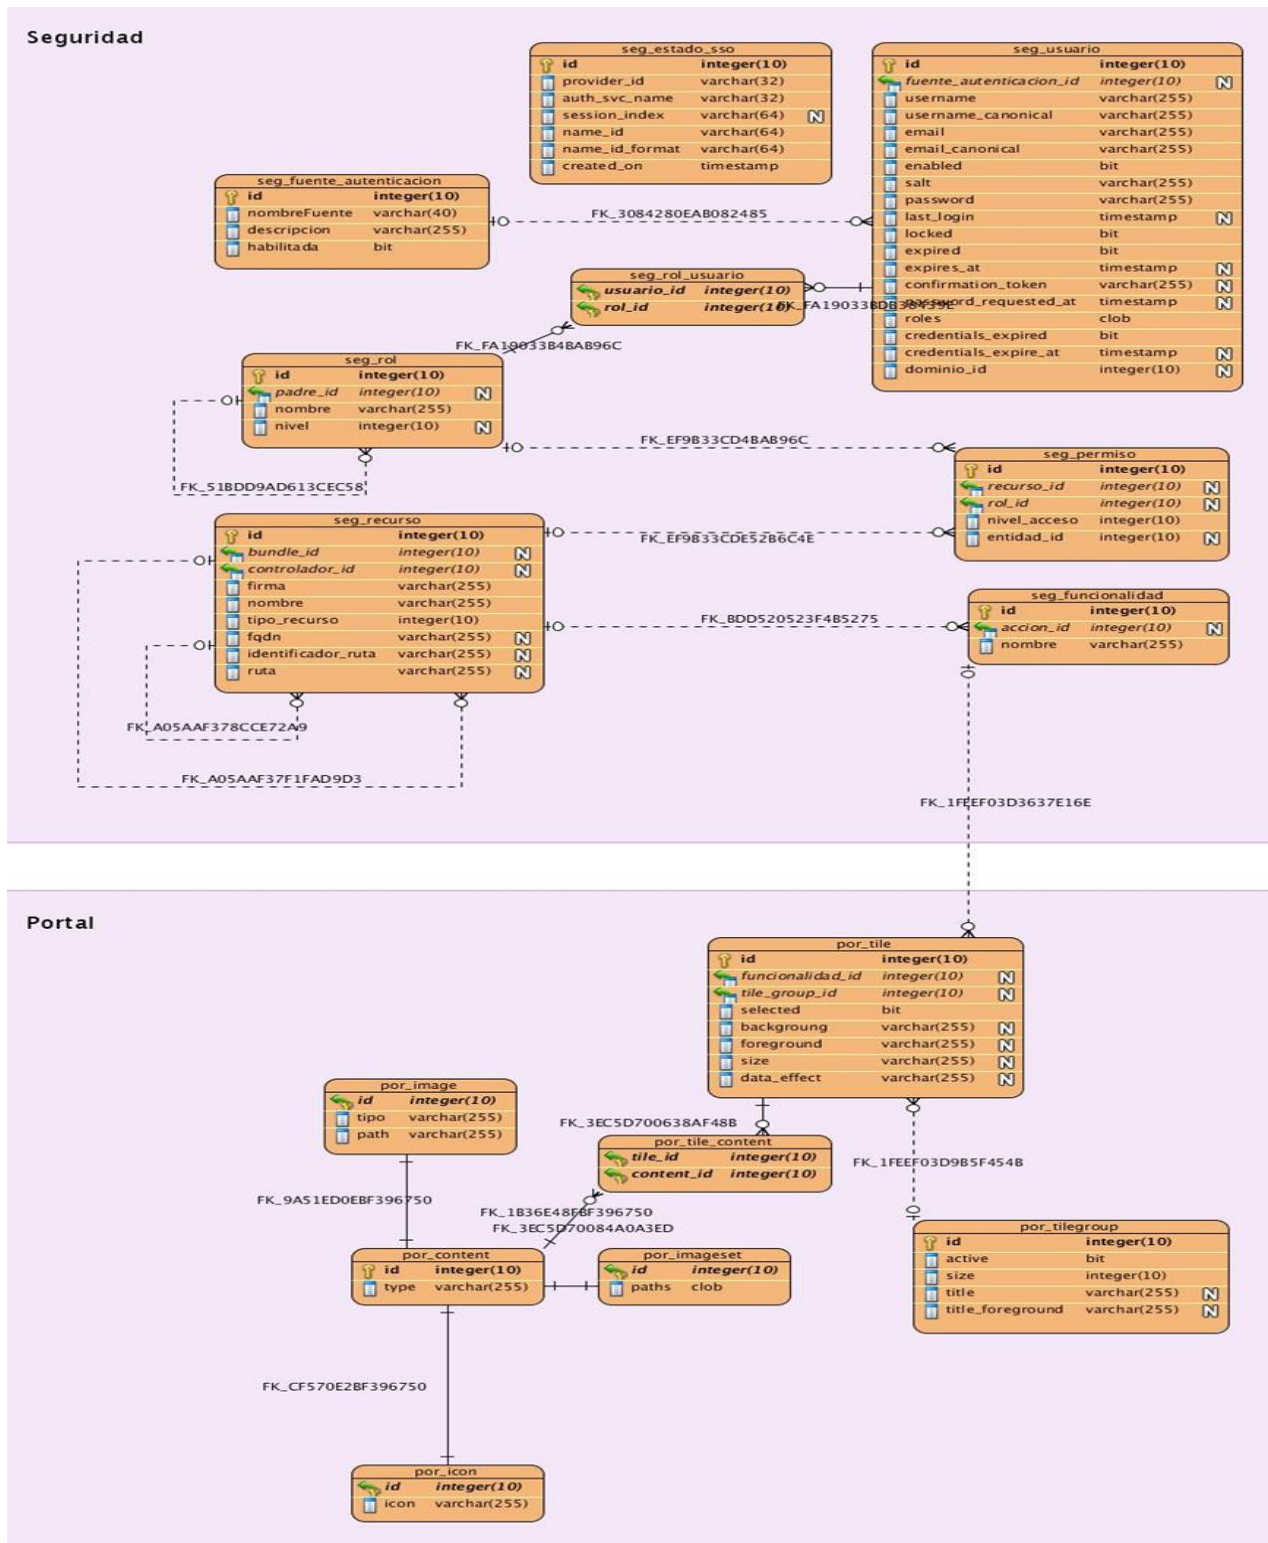 Seguridad
seg_estado_sso
id integer(10)
provider_id varchar(32)
auth_svc_name varchar(32)
session_index varchar(64) N
name_id varchar(64)
name_id_format varchar(64)
created_on timestamp
seg_usuario
id integer(10)
fuente_autenticacion_id integer(10) N
username varchar(255)
username_canonical varchar(255)
email varchar(255)
email_canonical varchar(255)
enabled bit
salt varchar(255)
password varchar(255)
last_login timestamp N
locked bit
expired bit
expires_at timestamp N
confirmation_token varchar(255) N
password_requested_at timestamp N
roles clob
credentials_expired bit
credentials_expire_at timestamp N
dominio_id integer(10) N
seg_fuente_autenticacion
id integer(10)
nombreFuente varchar(40)
descripcion varchar(255)
habilitada bit
FK_3084280EAB082485
seg_rol_usuario
usuario_id integer(10)
rol_id integer(10)
FK_FA19033B4BAB96C
seg_rol
id integer(10)
padre_id integer(10) N
nombre varchar(255)
nivel integer(10) N
FK_51BDD9AD613CEC58
FK_EF9B33CD4BAB96C
seg_permiso
id integer(10)
recurso_id integer(10) N
rol_id integer(10) N
nivel_acceso integer(10)
entidad_id integer(10) N
seg_recurso
id integer(10)
bundle_id integer(10) N
controlador_id integer(10) N
firma varchar(255)
nombre varchar(255)
tipo_recurso integer(10)
fqdn varchar(255) N
identificador_ruta varchar(255) N
ruta varchar(255) N
FK_EF9B33CDE52B6C4E
FK_BDD520523F4B5275
seg_funcionalidad
id integer(10)
accion_id integer(10) N
nombre varchar(255)
FK_A05AAF378CCE72A9
FK_A05AAF37F1FAD9D3
FK_1FEEF03D3637E16E
Portal
por_tile
id integer(10)
funcionalidad_id integer(10) N
tile_group_id integer(10) N
selected bit
backgroung varchar(255) N
foreground varchar(255) N
size varchar(255) N
data_effect varchar(255) N
por_image
id integer(10)
tipo varchar(255)
path varchar(255)
FK_3EC5D700638AF48B
por_tile_content
tile_id integer(10)
content_id integer(10)
FK_1FEEF03D9B5F454B
FK_9A51ED0EBF396750
FK_1B36E48FBF396750
FK_3EC5D70084A0A3ED
por_content
id integer(10)
type varchar(255)
por_imageset
id integer(10)
paths clob
por_tilegroup
id integer(10)
active bit
size integer(10)
title varchar(255) N
title_foreground varchar(255) N
FK_CF570E2BF396750
por_icon
id integer(10)
icon varchar(255)